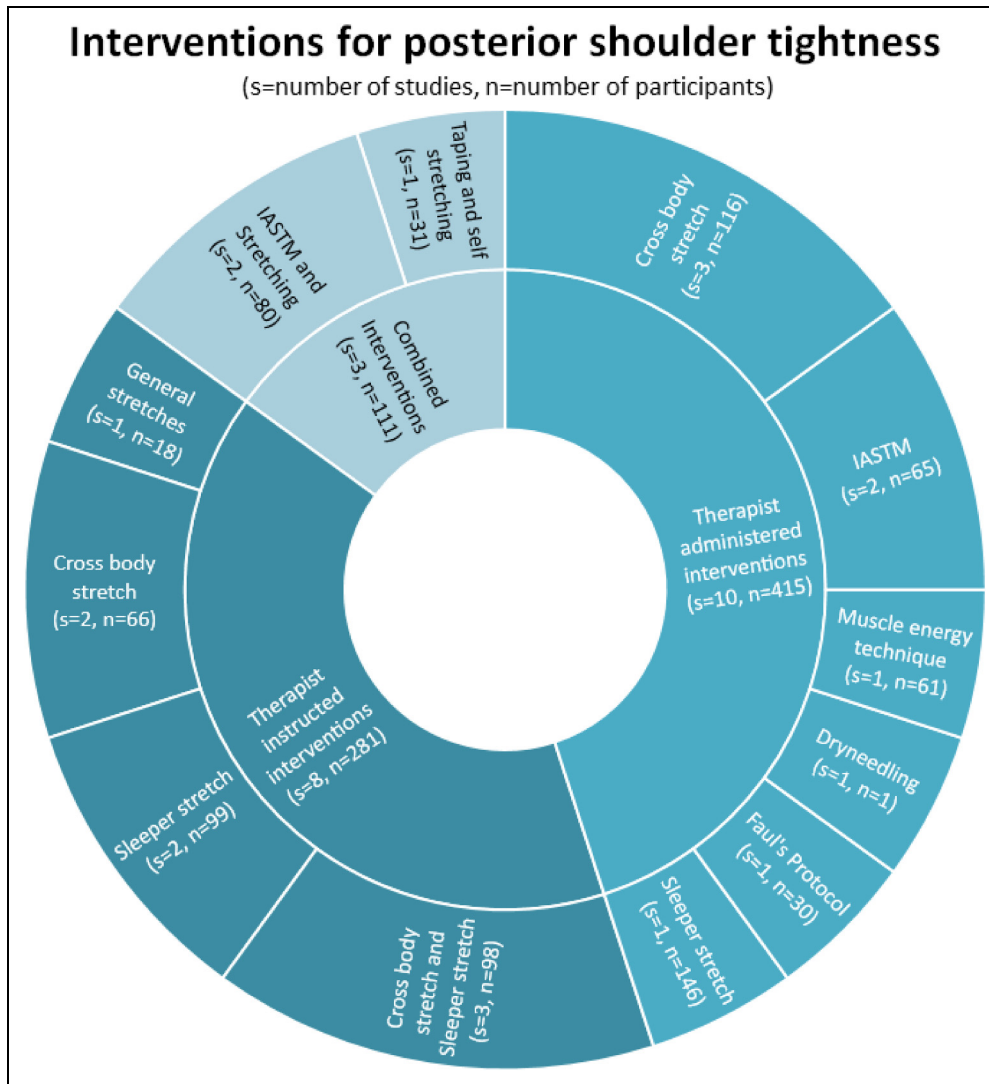 Interventions for posterior shoulder tightness
(s=number of studies, n=number of participants)
Cross body
stretch
(s=3, n=116)
IASTM
(s=2, n=65)
Muscle energy
technique
(s=1, n=61)
Dryneedling
(s=1, n=1)
Faul's Protocol
(s=1, n=30)
Sleeper stretch
(s=1, n=146)
Therapist
administered
interventions
(s=10, n=415)
Cross body
stretch and
Sleeper stretch
(s=3, n=98)
Sleeper stretch
(s=2, n=99)
Cross body
stretch
(s=2, n=66)
General
stretches
(s=1, n=18)
Therapist
instructed
interventions
(s=8, n=281)
IASTM and
Stretching
(s=2, n=80)
Taping and self
stretching
(s=1, n=31)
Combined
Interventions
(s=3, n=111)